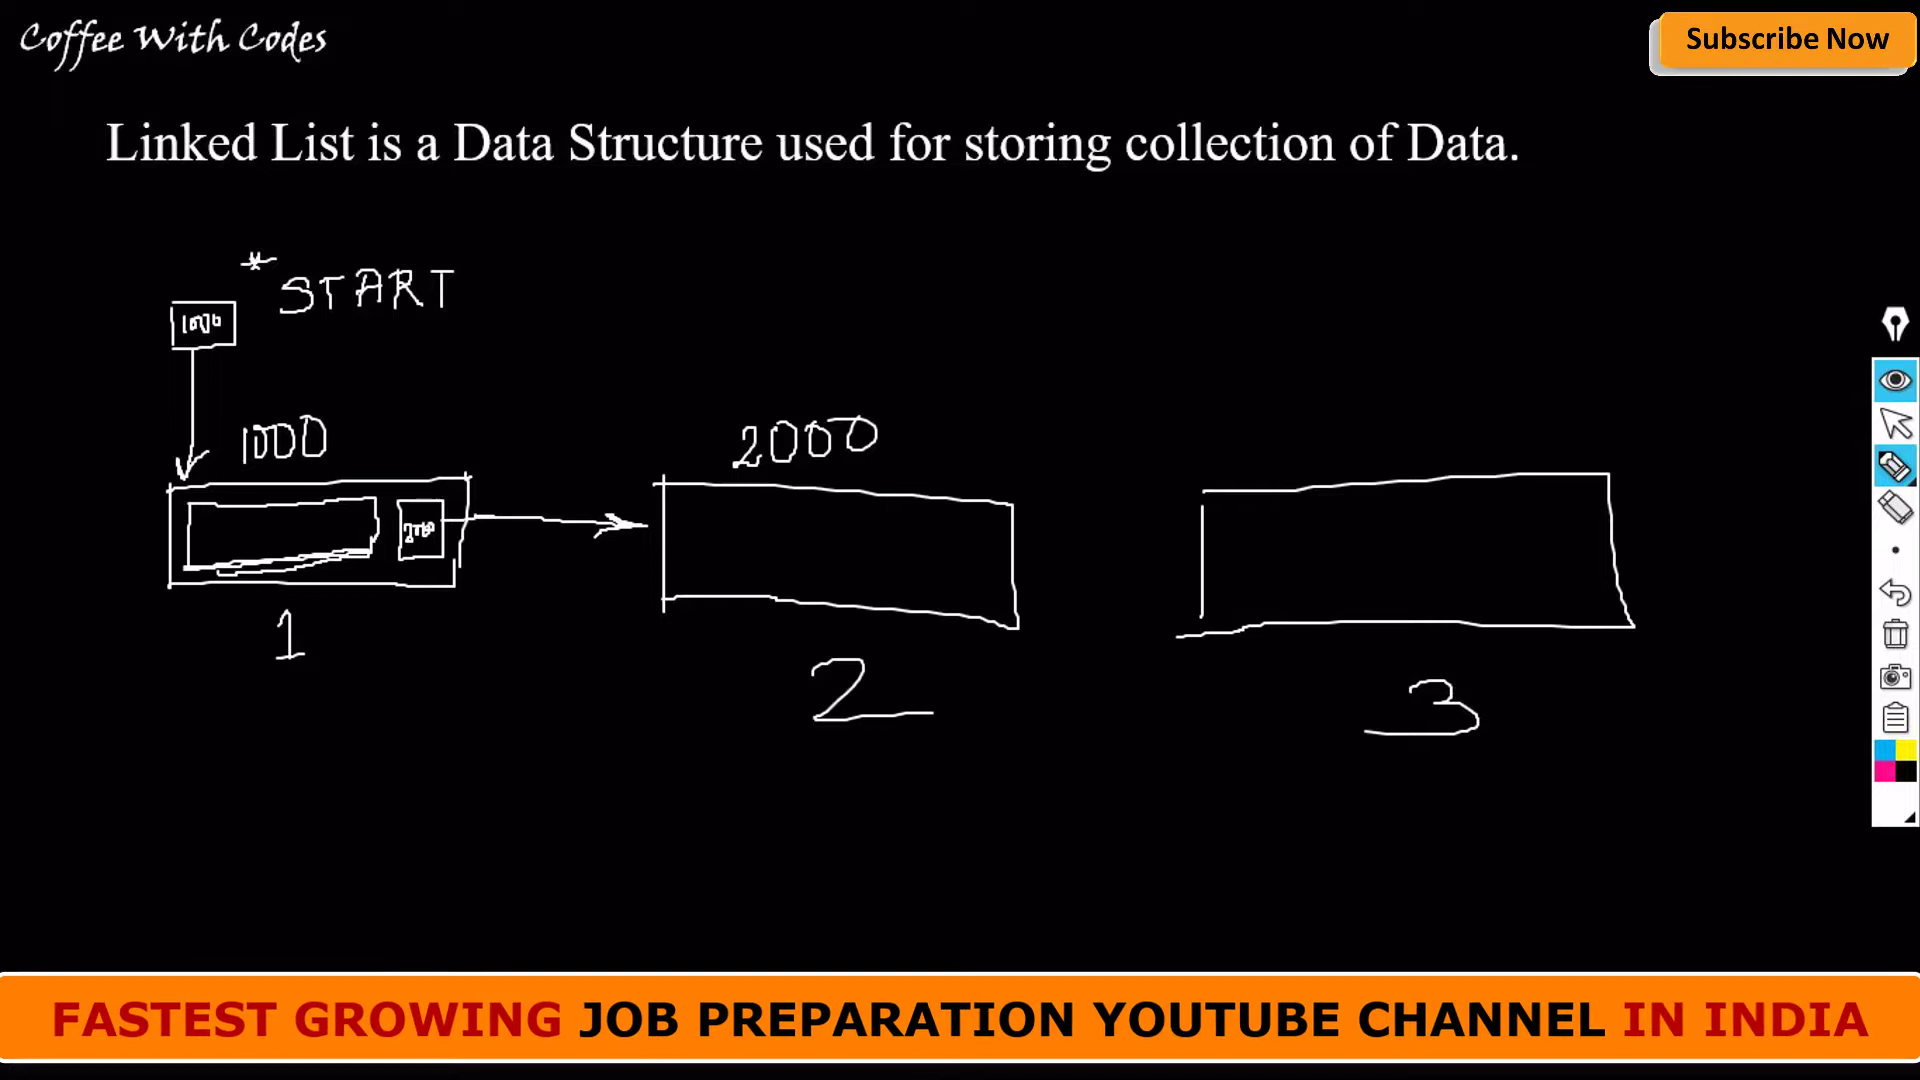 Coffee With Codes
Subscribe Now
Linked List is a Data Structure used for storing collection of Data.
*START
1000
1000
2000
2000
1
2
3
FASTEST GROWING JOB PREPARATION YOUTUBE CHANNEL IN INDIA